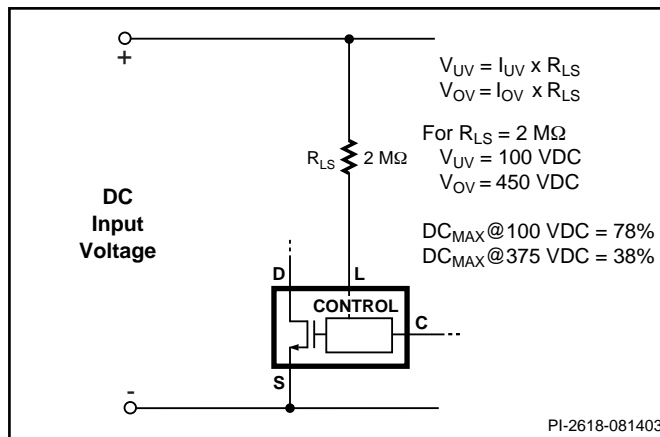 +
V_UV = I_UV x R_LS
V_OV = I_OV x R_LS
For R_LS = 2 MΩ
V_UV = 100 VDC
V_OV = 450 VDC
R_LS 2 MΩ
DC
Input
Voltage
DC_MAX@100 VDC = 78%
DC_MAX@375 VDC = 38%
D L
CONTROL
C
S
-
PI-2618-081403